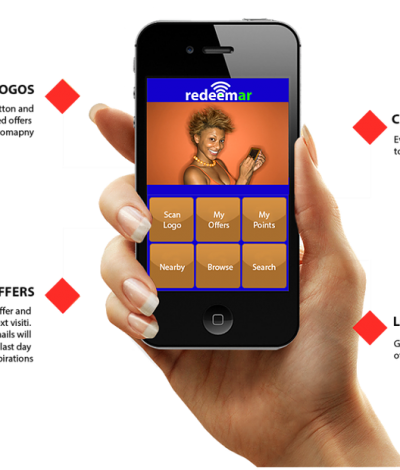 OGOS
tton and
ed offers
omapny
redeemar
Scan
Logo
My
Offers
My
Points
Nearby
Browse
Search
FFERS
ffer and
xt visiti.
ails will
last day
pirations
C
E
to
L
G
o